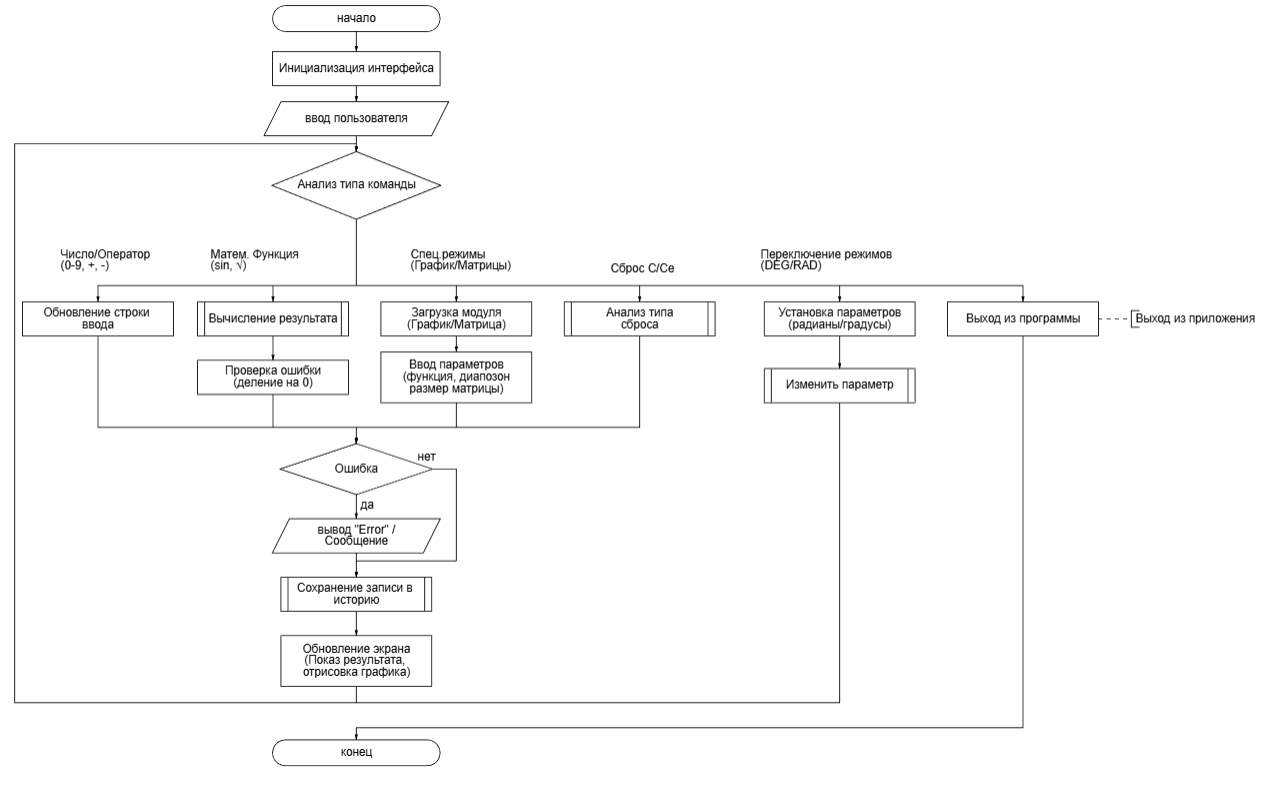 начало
Инициализация интерфейса
ввод пользователя
Анализ типа команды
Число/Оператор
(0-9, +, -)
Матем. Функция
(sin, √)
Спец.режимы
(График/Матрицы)
Сброс C/Ce
Переключение режимов
(DEG/RAD)
Обновление строки
ввода
Вычисление результата
Загрузка модуля
(График/Матрица)
Анализ типа
сброса
Установка параметров
(радианы/градусы)
Выход из программы
Выход из приложения
Проверка ошибки
(деление на 0)
Ввод параметров
(функция, диапозон
размер матрицы)
Изменить параметр
Ошибка
нет
да
вывод "Error" /
Сообщение
Сохранение записи в
историю
Обновление экрана
(Показ результата,
отрисовка графика)
конец